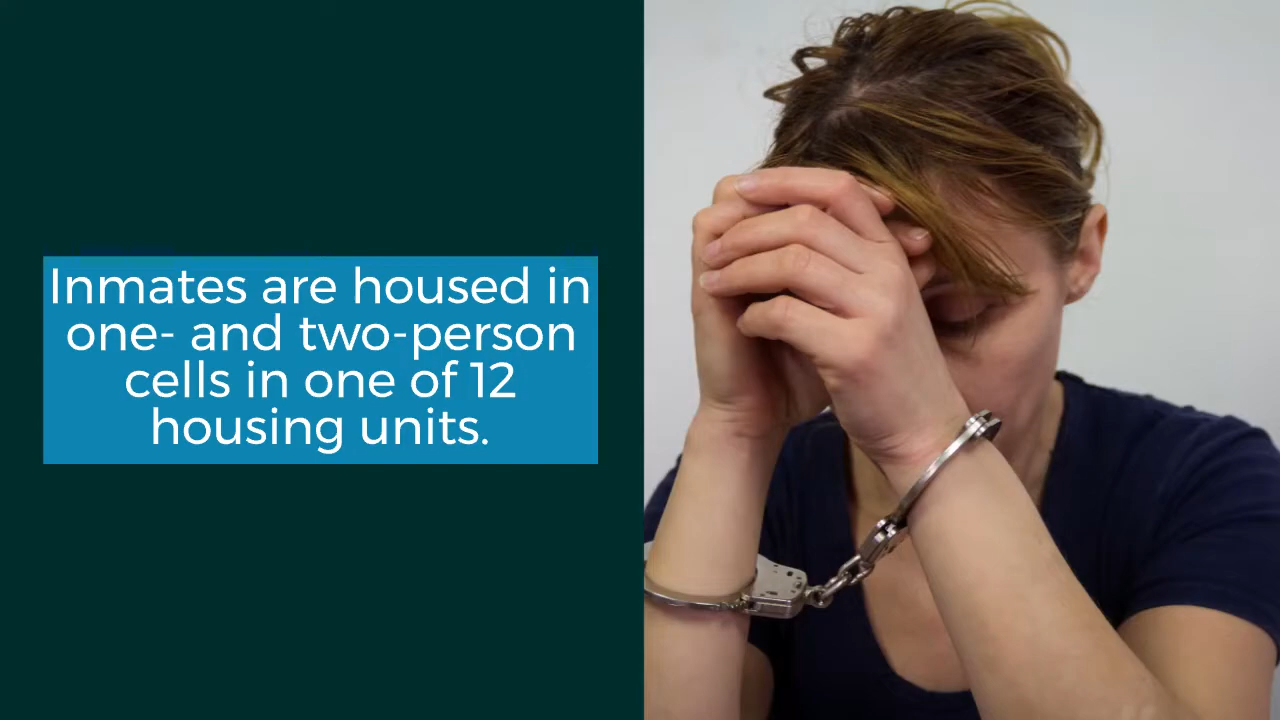 Inmates are housed in
one- and two-person
cells in one of 12
housing units.